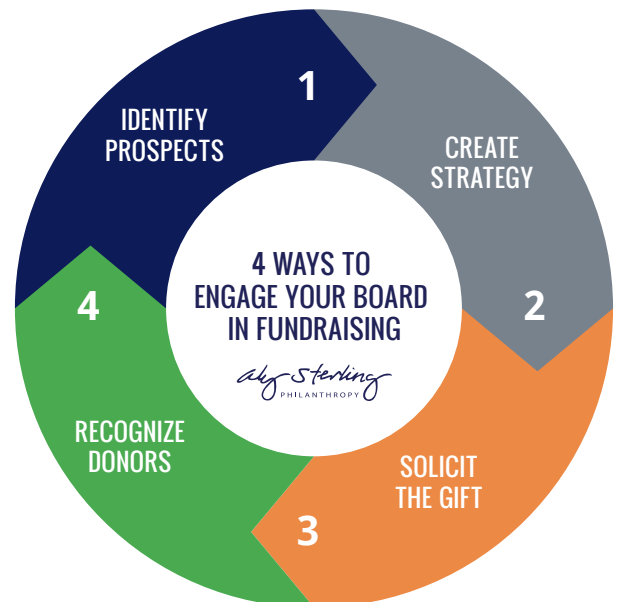 1
IDENTIFY
PROSPECTS
CREATE
STRATEGY
2
SOLICIT
THE GIFT
3
RECOGNIZE
DONORS
4
4 WAYS TO
ENGAGE YOUR BOARD
IN FUNDRAISING
aly sterling
PHILANTHROPY